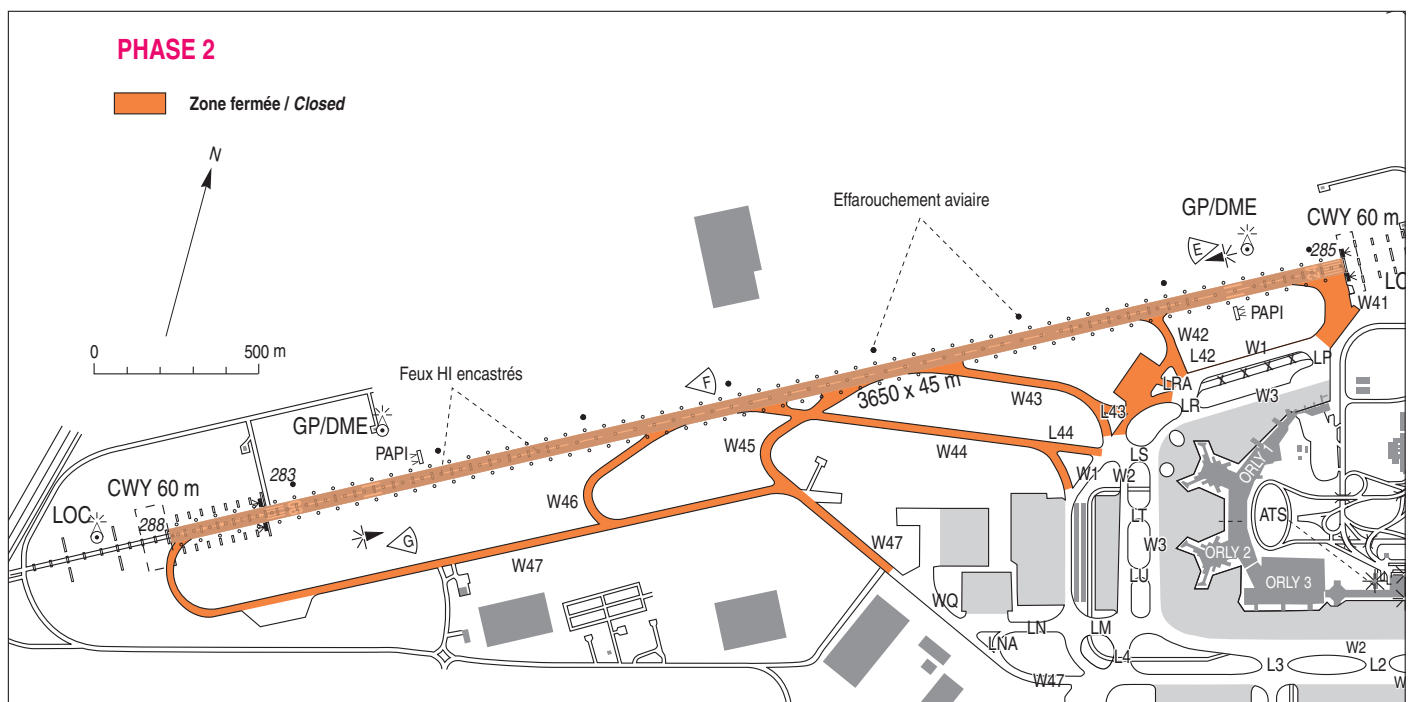 PHASE 2
Zone fermée / Closed
N
0 500 m
Effarouchement aviaire
GP/DME
CWY 60 m
E
285
LO
W41
PAPI
W42
L42
W1
LP
LRA
W3
LR
Feux HI encastrés
F
3650 x 45 m
W43
L43
L44
GP/DME
PAPI
W45
W44
LS
W1
W2
ORLY 1
283
CWY 60 m
W46
LOC
288
G
LT
ATS
W3
ORLY 2
W47
W47
LU
ORLY 3
WQ
LN
LM
LNA
L4
W2
L3
L2
W47
W